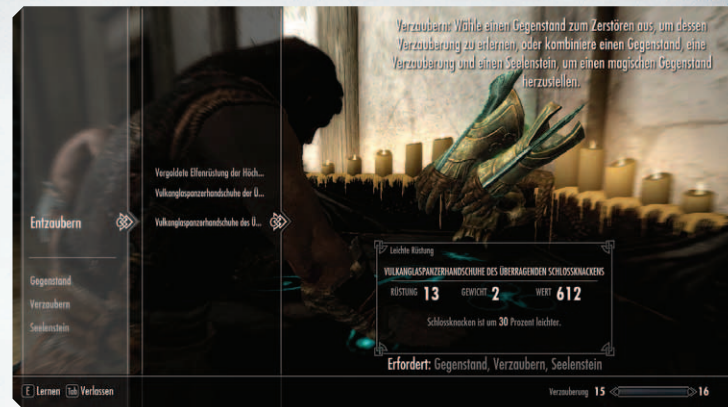 Verzaubern: Wähle einen Gegenstand zum Zerstören aus, um dessen
Verzauberung zu erlernen, oder kombiniere einen Gegenstand, eine
Verzauberung und einen Seelenstein, um einen magischen Gegenstand
herzustellen.
Vergoldete Elfenrüstung der Höch...
Vulkanglaspanzerhandschuhe der Ü...
Entzaubern
Vulkanglaspanzerhandschuhe des Ü...
Gegenstand
Verzaubern
Seelenstein
Leichte Rüstung
VULKANGLASPANZERHANDSCHUHE DES ÜBERRAGENDEN SCHLOSSKNACKENS
RÜSTUNG 13 GEWICHT 2 WERT 612
Schlossknacken ist um 30 Prozent leichter.
Erfordert: Gegenstand, Verzaubern, Seelenstein
E Lernen Tab Verlassen
Verzauberung 15 16